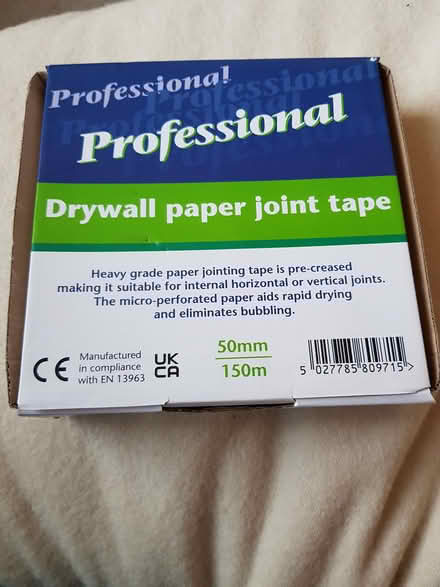 Professional
Professional
Professional
Drywall paper joint tape
Heavy grade paper jointing tape is pre-creased
making it suitable for internal horizontal or vertical joints.
The micro-perforated paper aids rapid drying
and eliminates bubbling.
CE
Manufactured
in compliance
with EN 13963
UK
CA
50mm
150m
5 027785 809715 >